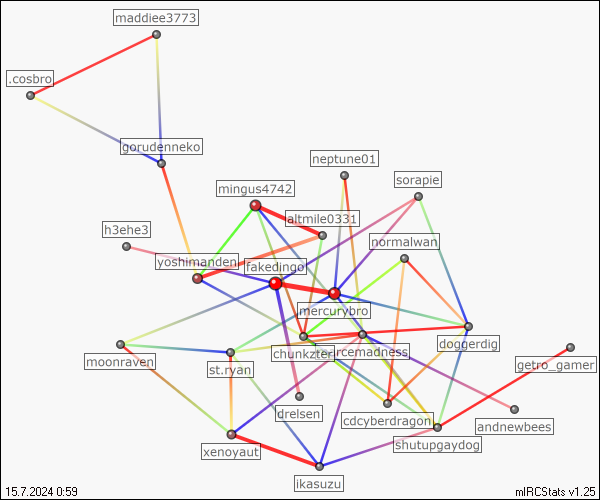 maddiee3773
.cosbro
gorudenneko
neptune01
mingus4742
sorapie
altmile0331
h3ehe3
normalwan
yoshimanden
fakedingo
mercurybro
moonraven
st.ryan
chunkzter
rcemadness
doggerdig
getro_gamer
drelsen
cdcyberdragon
andnewbees
shutupgaydog
xenoyaut
ikasuzu
15.7.2024 0:59
mIRCStats v1.25